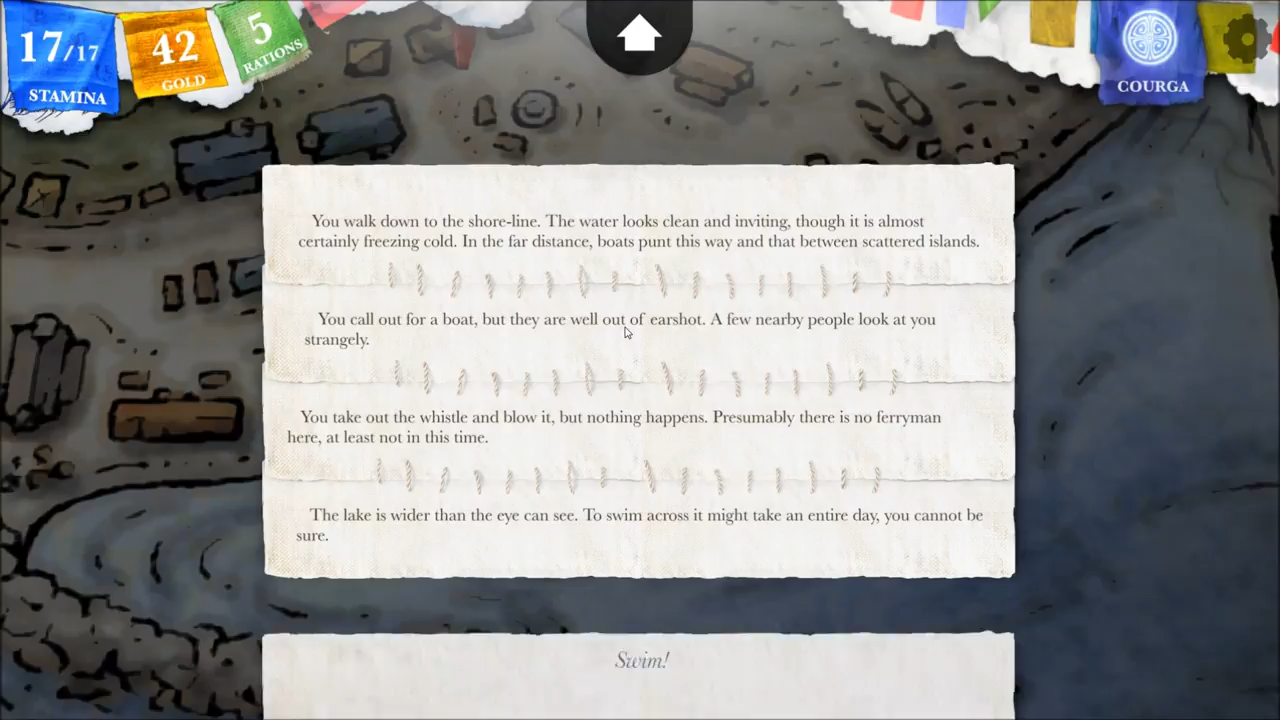 17/17
STAMINA
42
GOLD
5
RATIONS
COURGA
You walk down to the shore-line. The water looks clean and inviting, though it is almost
certainly freezing cold. In the far distance, boats punt this way and that between scattered islands.
You call out for a boat, but they are well out of earshot. A few nearby people look at you
strangely.
You take out the whistle and blow it, but nothing happens. Presumably there is no ferryman
here, at least not in this time.
The lake is wider than the eye can see. To swim across it might take an entire day, you cannot be
sure.
Swim!